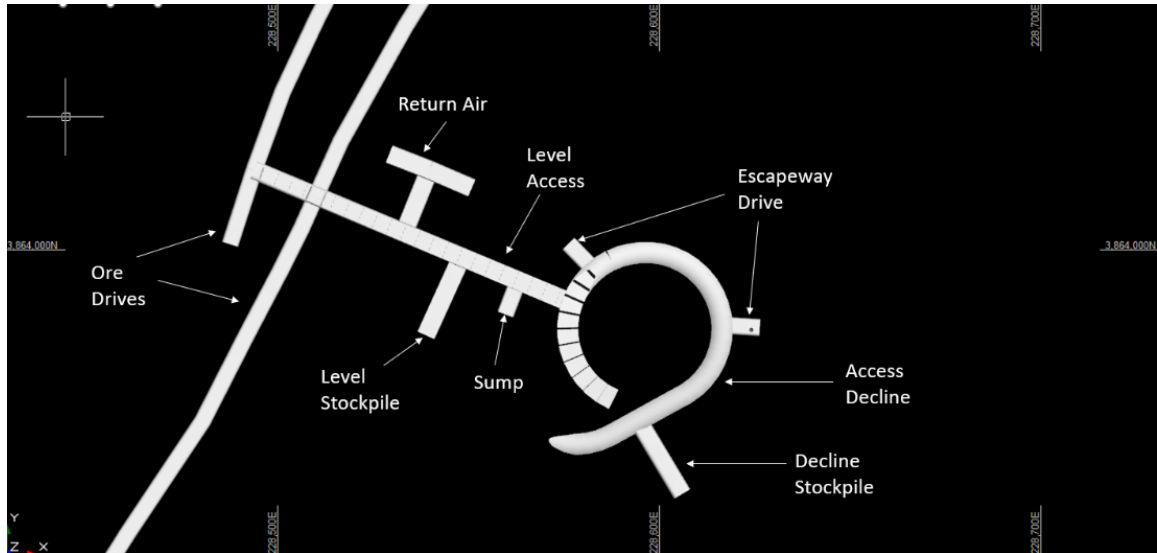 228,500E
228,600E
228,700E
Return Air
Level
Access
Escapeway
Drive
3,864,000N
3,864,000N
Ore
Drives
Level
Stockpile
Sump
Access
Decline
Decline
Stockpile
228,500E
228,600E
228,700E
Y
Z X